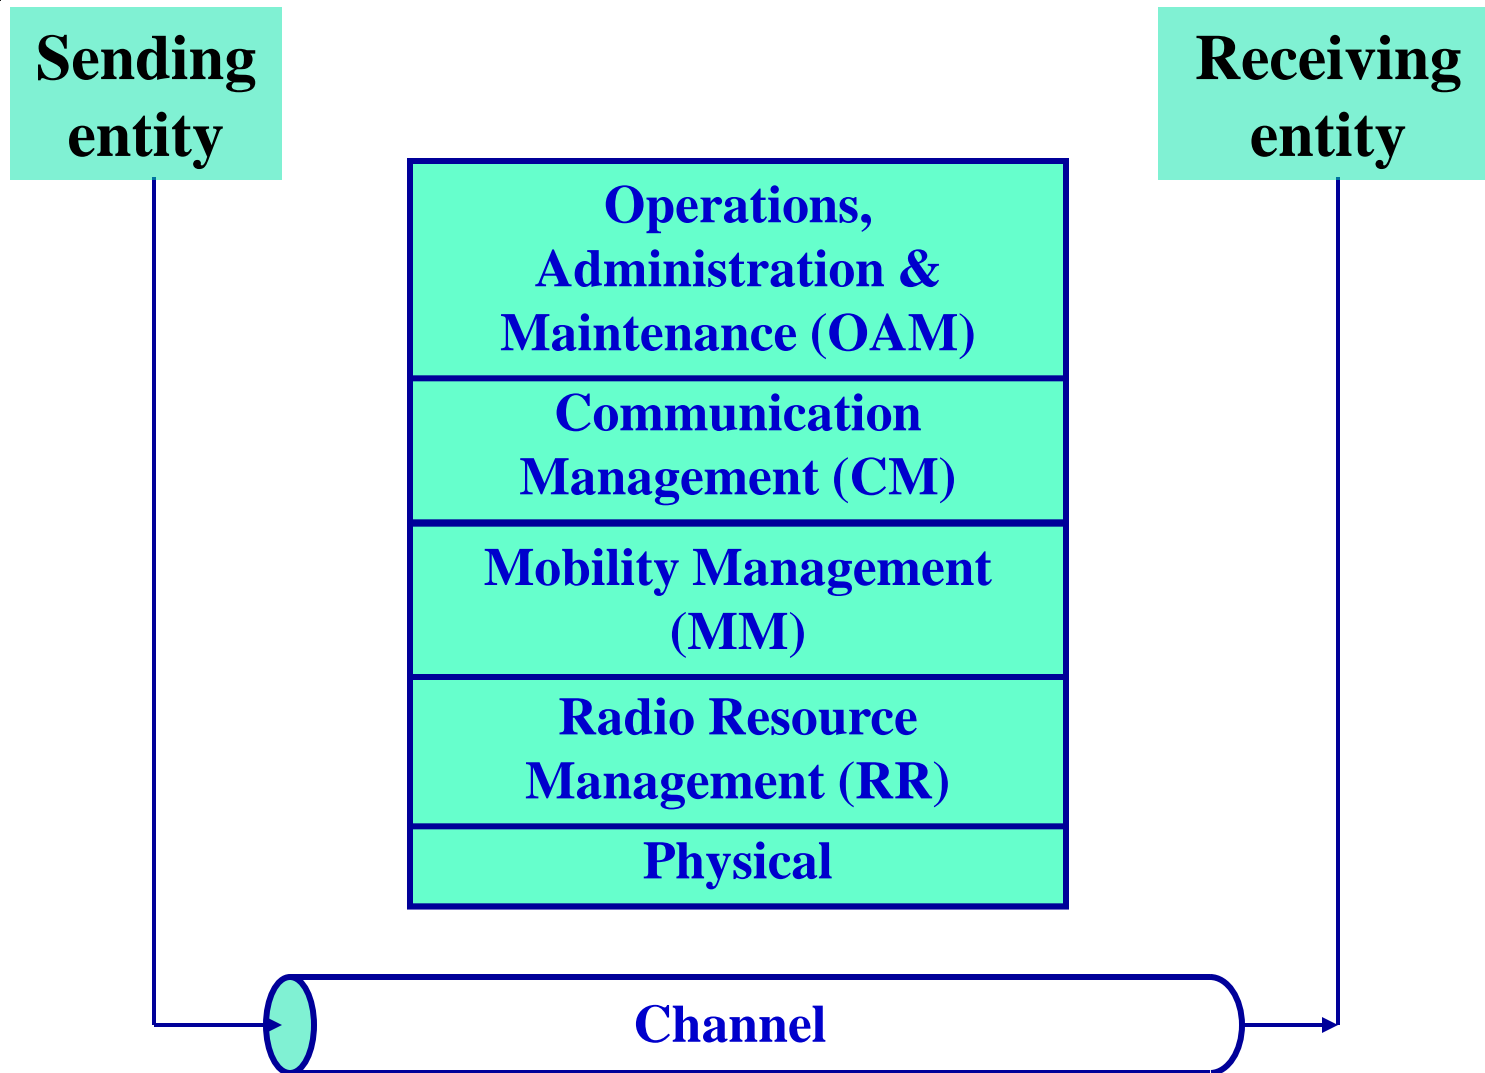 Sending
entity
Receiving
entity
Operations,
Administration &
Maintenance (OAM)
Communication
Management (CM)
Mobility Management
(MM)
Radio Resource
Management (RR)
Physical
Channel